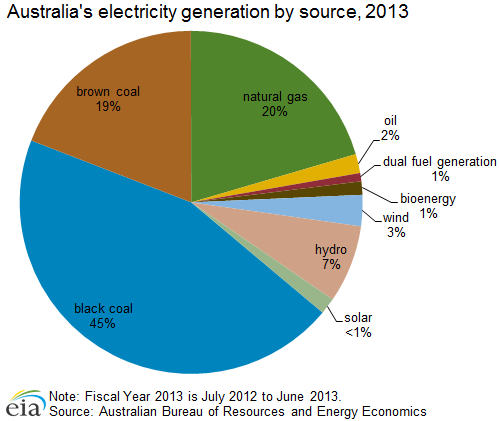 Australia's electricity generation by source, 2013
brown coal
19%
natural gas
20%
oil
2%
dual fuel generation
1%
bioenergy
1%
wind
3%
hydro
7%
solar
<1%
black coal
45%
eia
Note: Fiscal Year 2013 is July 2012 to June 2013.
Source: Australian Bureau of Resources and Energy Economics